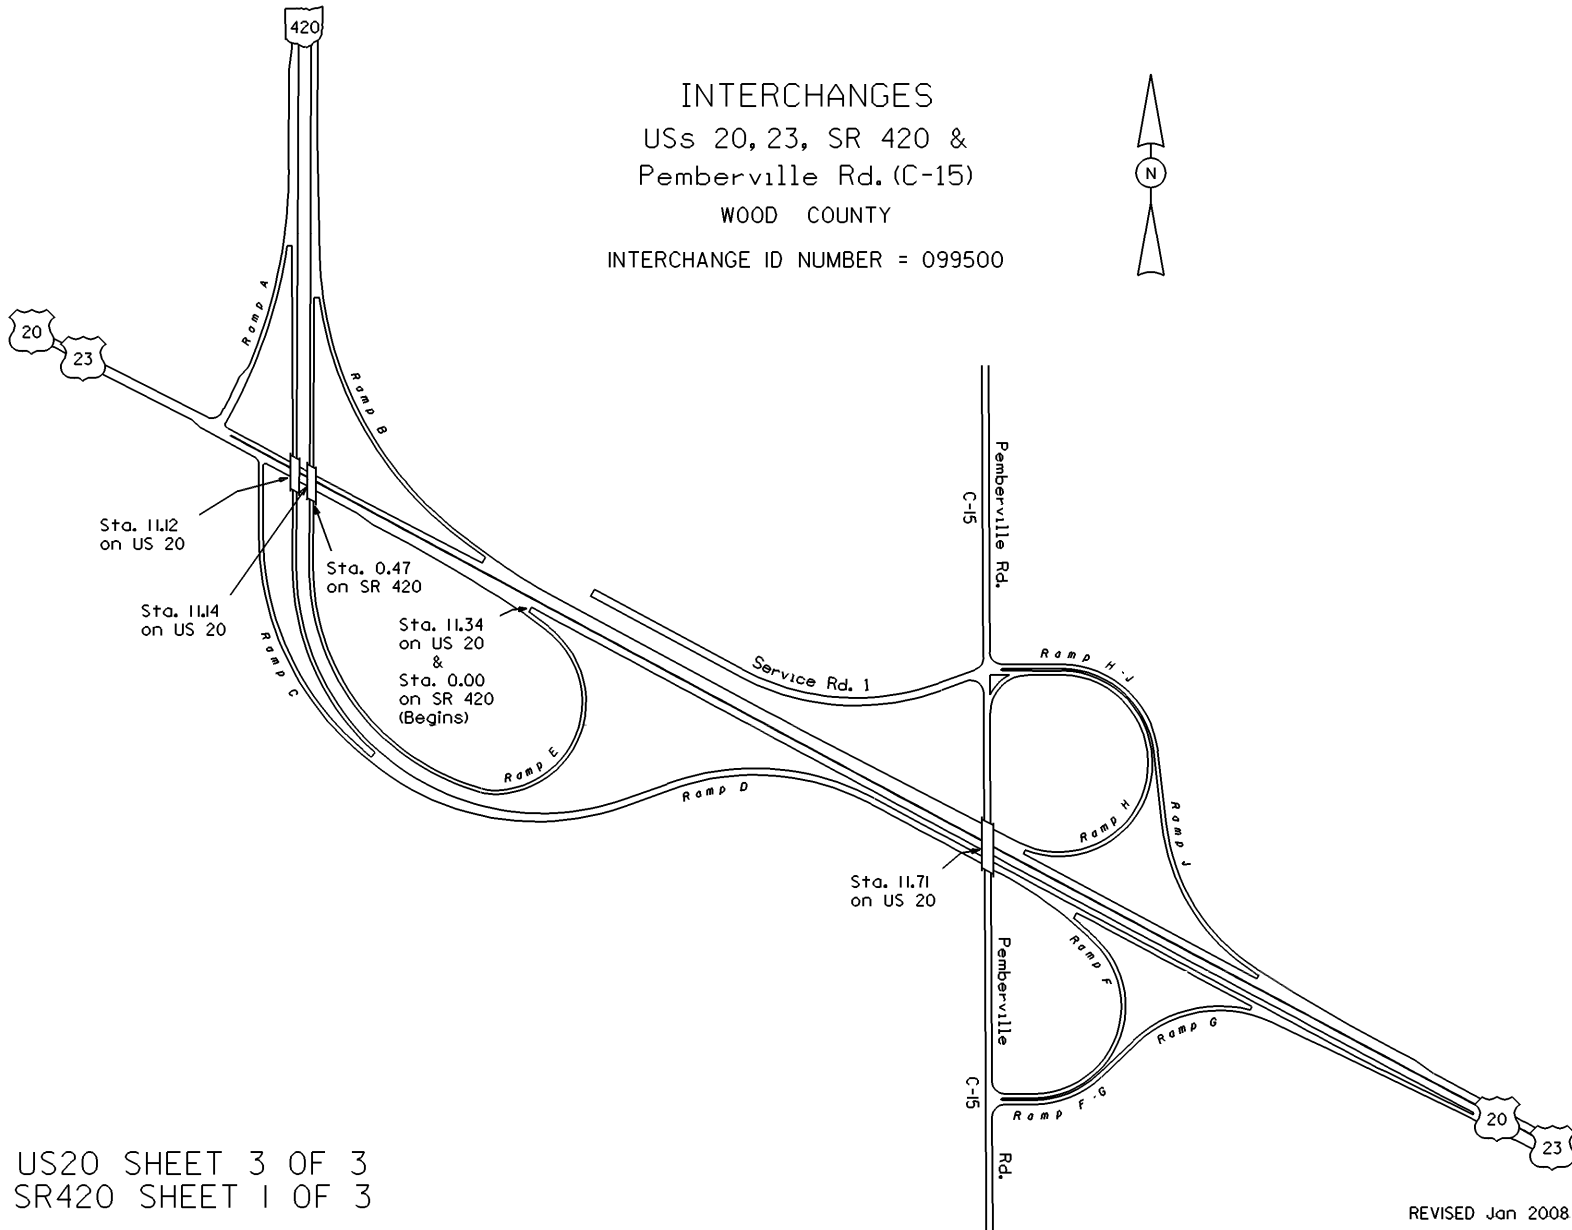 420
INTERCHANGES
USs 20, 23, SR 420 &
Pemberville Rd. (C-15)
WOOD COUNTY
INTERCHANGE ID NUMBER = 099500
N
20
23
Ramp A
Ramp B
Sta. 11.12
on US 20
Sta. 11.14
on US 20
Sta. 0.47
on SR 420
Sta. 11.34
on US 20
&
Sta. 0.00
on SR 420
(Begins)
Ramp C
Ramp E
Ramp D
Service Rd. 1
Pemberville Rd.
C-15
Ramp H-J
Ramp H
Ramp J
Sta. 11.71
on US 20
Ramp F
Ramp G
Ramp F-G
Pemberville
C-15
Rd.
20
23
US20 SHEET 3 OF 3
SR420 SHEET 1 OF 3
REVISED Jan 2008